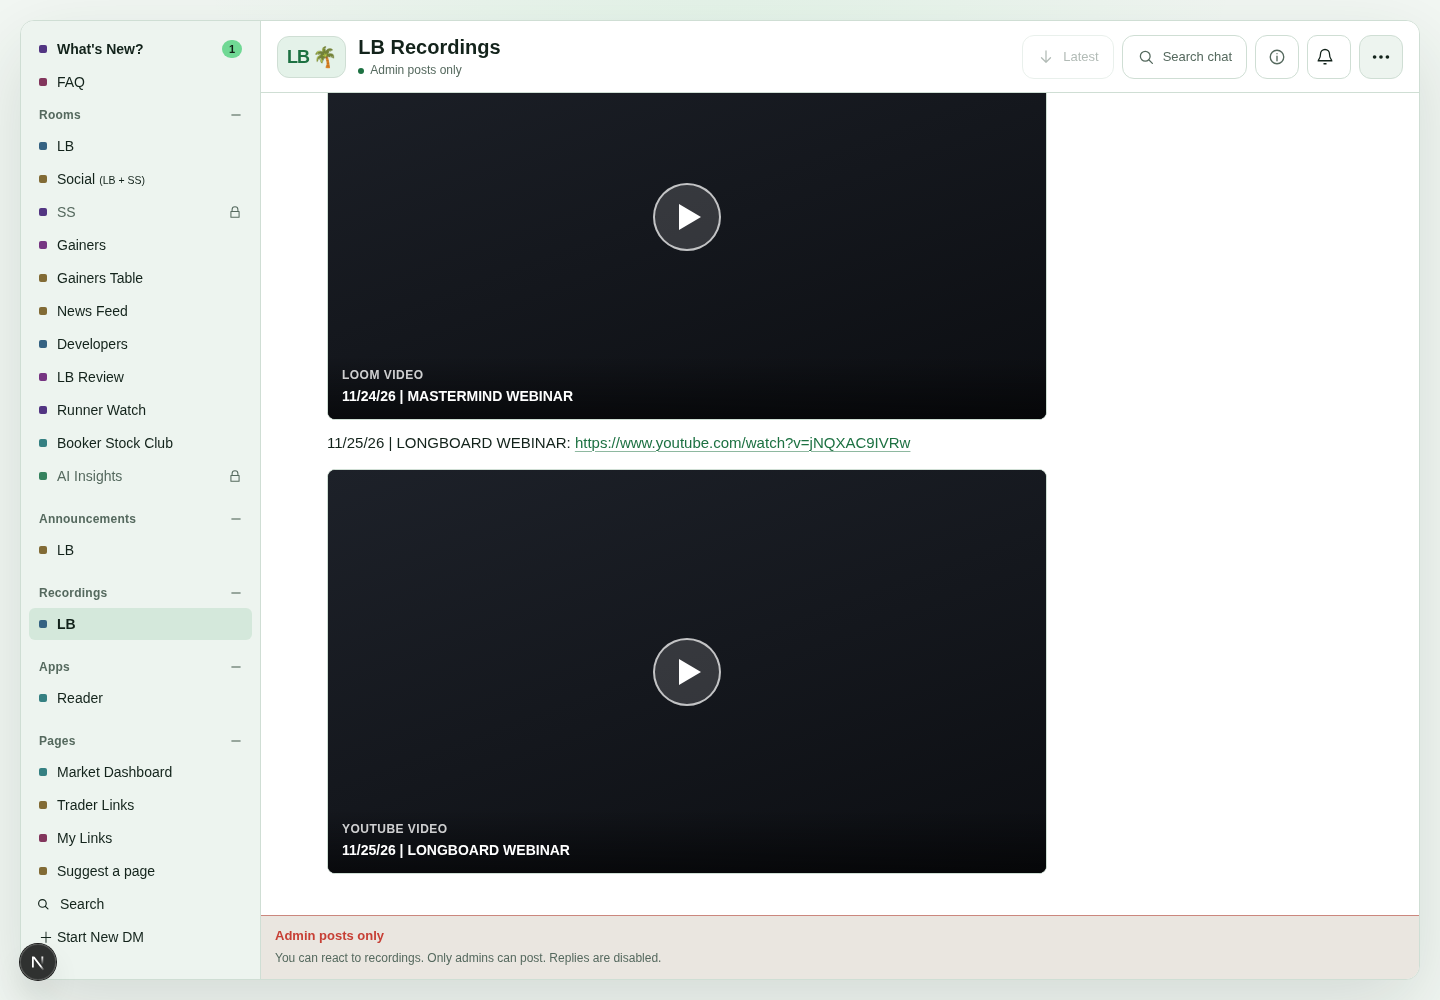 What's New?
1
FAQ
Rooms
LB
Social (LB + SS)
SS
Gainers
Gainers Table
News Feed
Developers
LB Review
Runner Watch
Booker Stock Club
AI Insights
Announcements
LB
Recordings
LB
Apps
Reader
Pages
Market Dashboard
Trader Links
My Links
Suggest a page
Search
Start New DM
N
LB
LB Recordings
Admin posts only
Latest
Search chat
LOOM VIDEO
11/24/26 | MASTERMIND WEBINAR
11/25/26 | LONGBOARD WEBINAR: https://www.youtube.com/watch?v=jNQXAC9IVRw
YOUTUBE VIDEO
11/25/26 | LONGBOARD WEBINAR
Admin posts only
You can react to recordings. Only admins can post. Replies are disabled.